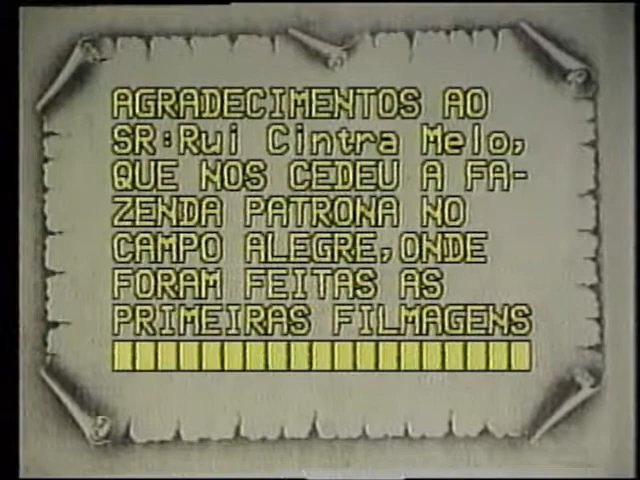 AGRADECIMENTOS AO
SR:Rui Cintra Melo,
QUE NOS CEDEU A FA-
ZENDA PATRONA NO
CAMPO ALEGRE,ONDE
FORAM FEITAS AS
PRIMEIRAS FILMAGENS